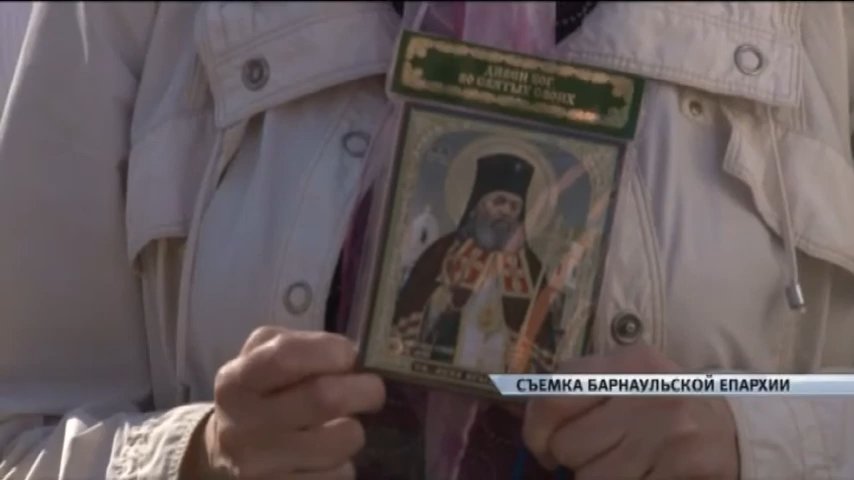 ДИВЕН БОГ
ВО СВЯТЫХ СВОИХ
СЪЕМКА БАРНАУЛЬСКОЙ ЕПАРХИИ